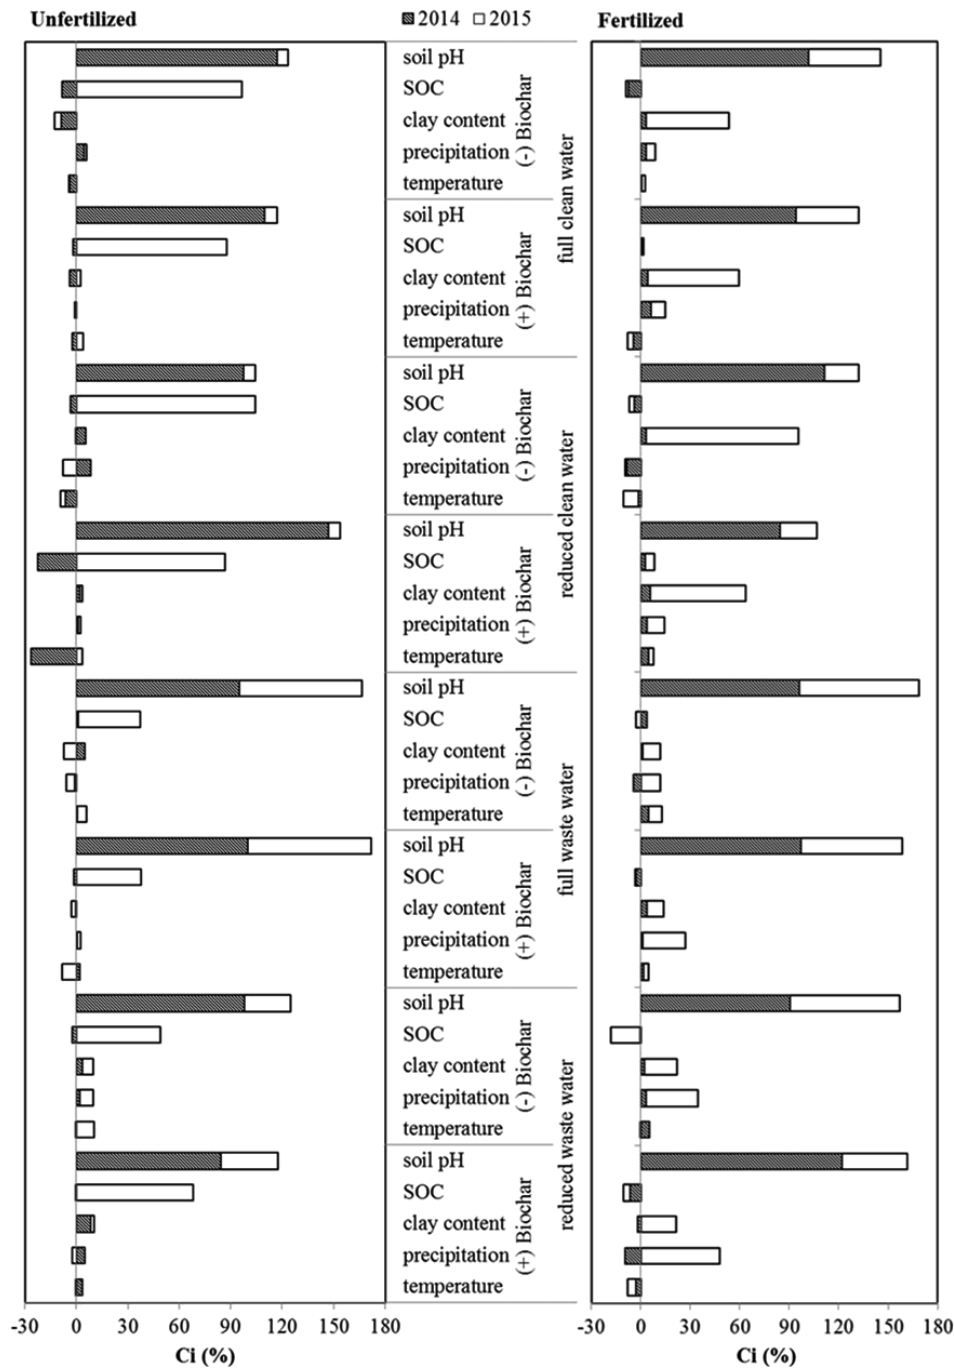 Unfertilized
2014 2015
Fertilized
soil pH
SOC
clay content
precipitation
temperature
(-) Biochar
soil pH
SOC
clay content
precipitation
temperature
(+) Biochar
full clean water
soil pH
SOC
clay content
precipitation
temperature
(-) Biochar
soil pH
SOC
clay content
precipitation
temperature
(+) Biochar
reduced clean water
soil pH
SOC
clay content
precipitation
temperature
(-) Biochar
soil pH
SOC
clay content
precipitation
temperature
(+) Biochar
full waste water
soil pH
SOC
clay content
precipitation
temperature
(-) Biochar
soil pH
SOC
clay content
precipitation
temperature
(+) Biochar
reduced waste water
-30 0 30 60 90 120 150 180
Ci (%)
-30 0 30 60 90 120 150 180
Ci (%)